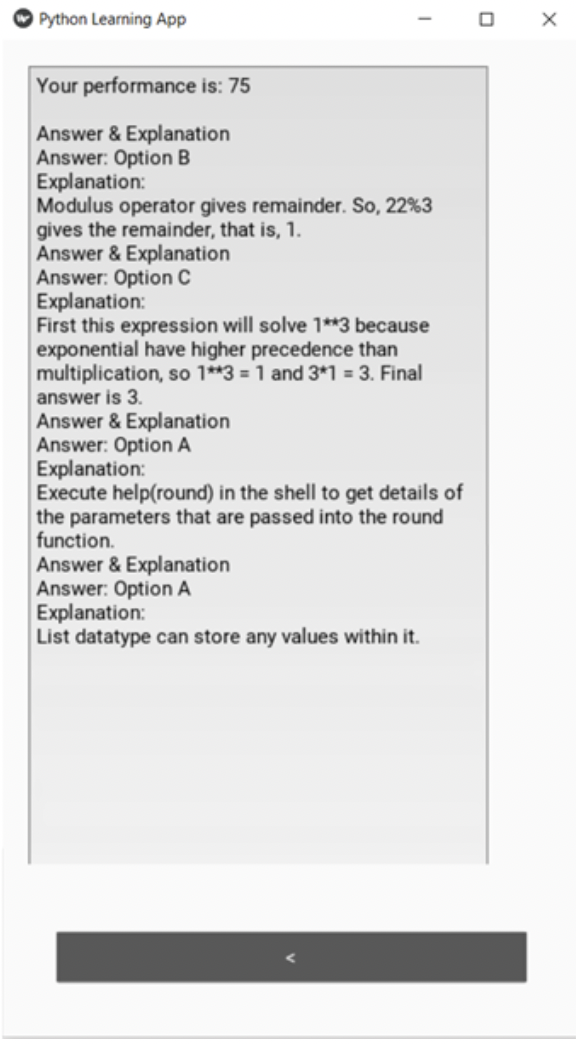 Python Learning App
Your performance is: 75
Answer & Explanation
Answer: Option B
Explanation:
Modulus operator gives remainder. So, 22%3
gives the remainder, that is, 1.
Answer & Explanation
Answer: Option C
Explanation:
First this expression will solve 1**3 because
exponential have higher precedence than
multiplication, so 1**3 = 1 and 3*1 = 3. Final
answer is 3.
Answer & Explanation
Answer: Option A
Explanation:
Execute help(round) in the shell to get details of
the parameters that are passed into the round
function.
Answer & Explanation
Answer: Option A
Explanation:
List datatype can store any values within it.
<